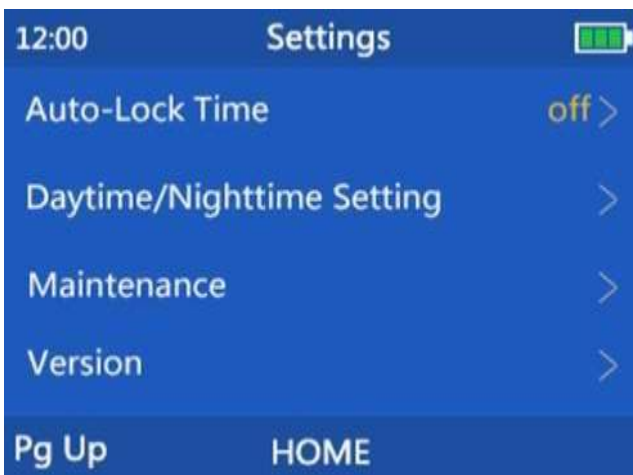 12:00 Settings
Auto-Lock Time off >
Daytime/Nighttime Setting >
Maintenance >
Version >
Pg Up HOME